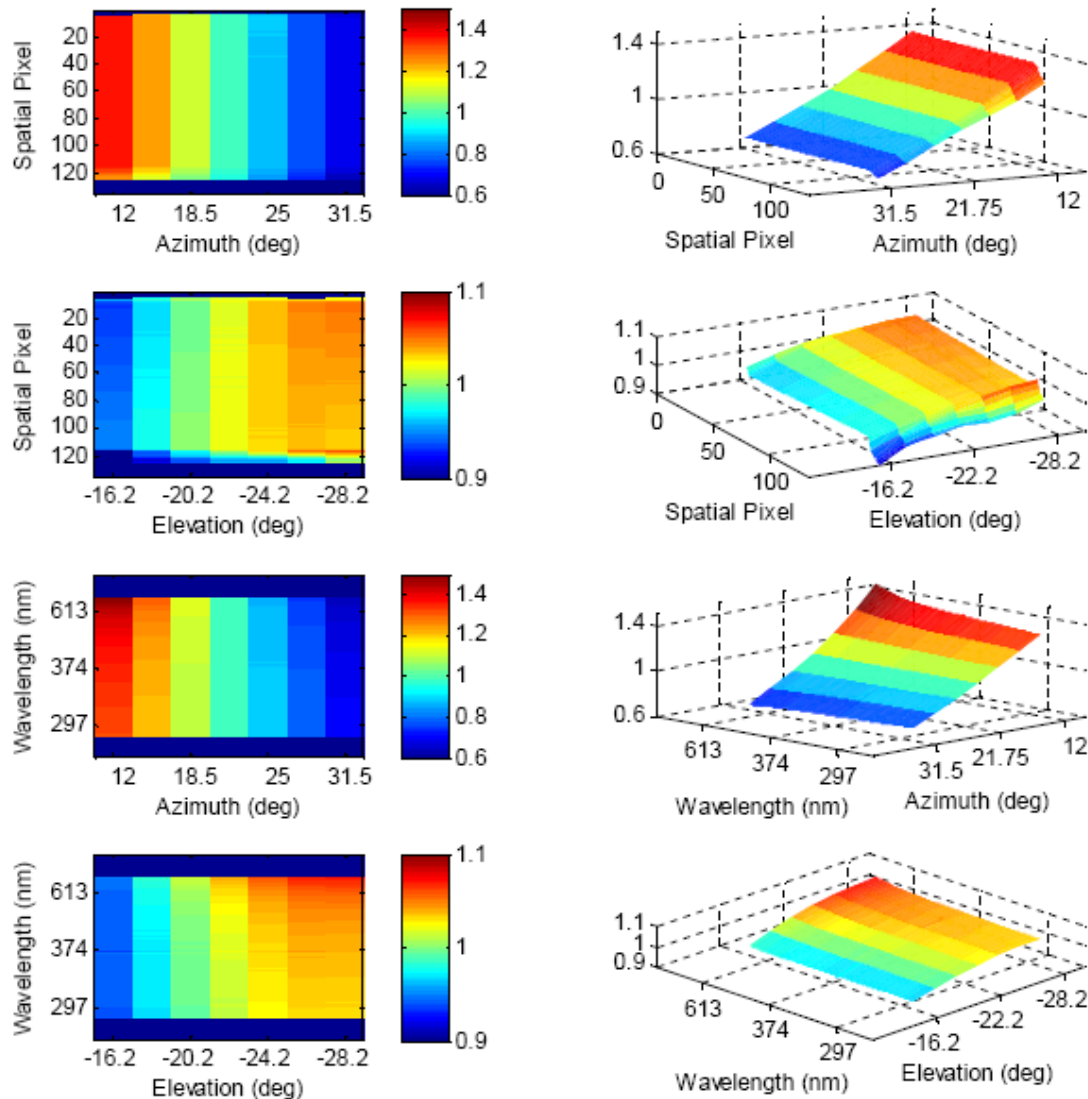 20
40
60
80
100
120
Spatial Pixel
12 18.5 25 31.5
Azimuth (deg)
1.4
1.2
1
0.8
0.6
1.4
1
0.6
0 50 100
Spatial Pixel
31.5 21.75 12
Azimuth (deg)
20
40
60
80
100
120
Spatial Pixel
-16.2 -20.2 -24.2 -28.2
Elevation (deg)
1.1
1
0.9
1.1
1
0.9
0 50 100
Spatial Pixel
-16.2 -22.2 -28.2
Elevation (deg)
613
374
297
Wavelength (nm)
12 18.5 25 31.5
Azimuth (deg)
1.4
1.2
1
0.8
0.6
1.4
1
0.6
613 374 297
Wavelength (nm)
31.5 21.75 12
Azimuth (deg)
613
374
297
Wavelength (nm)
-16.2 -20.2 -24.2 -28.2
Elevation (deg)
1.1
1
0.9
1.1
1
0.9
613 374 297
Wavelength (nm)
-16.2 -22.2 -28.2
Elevation (deg)